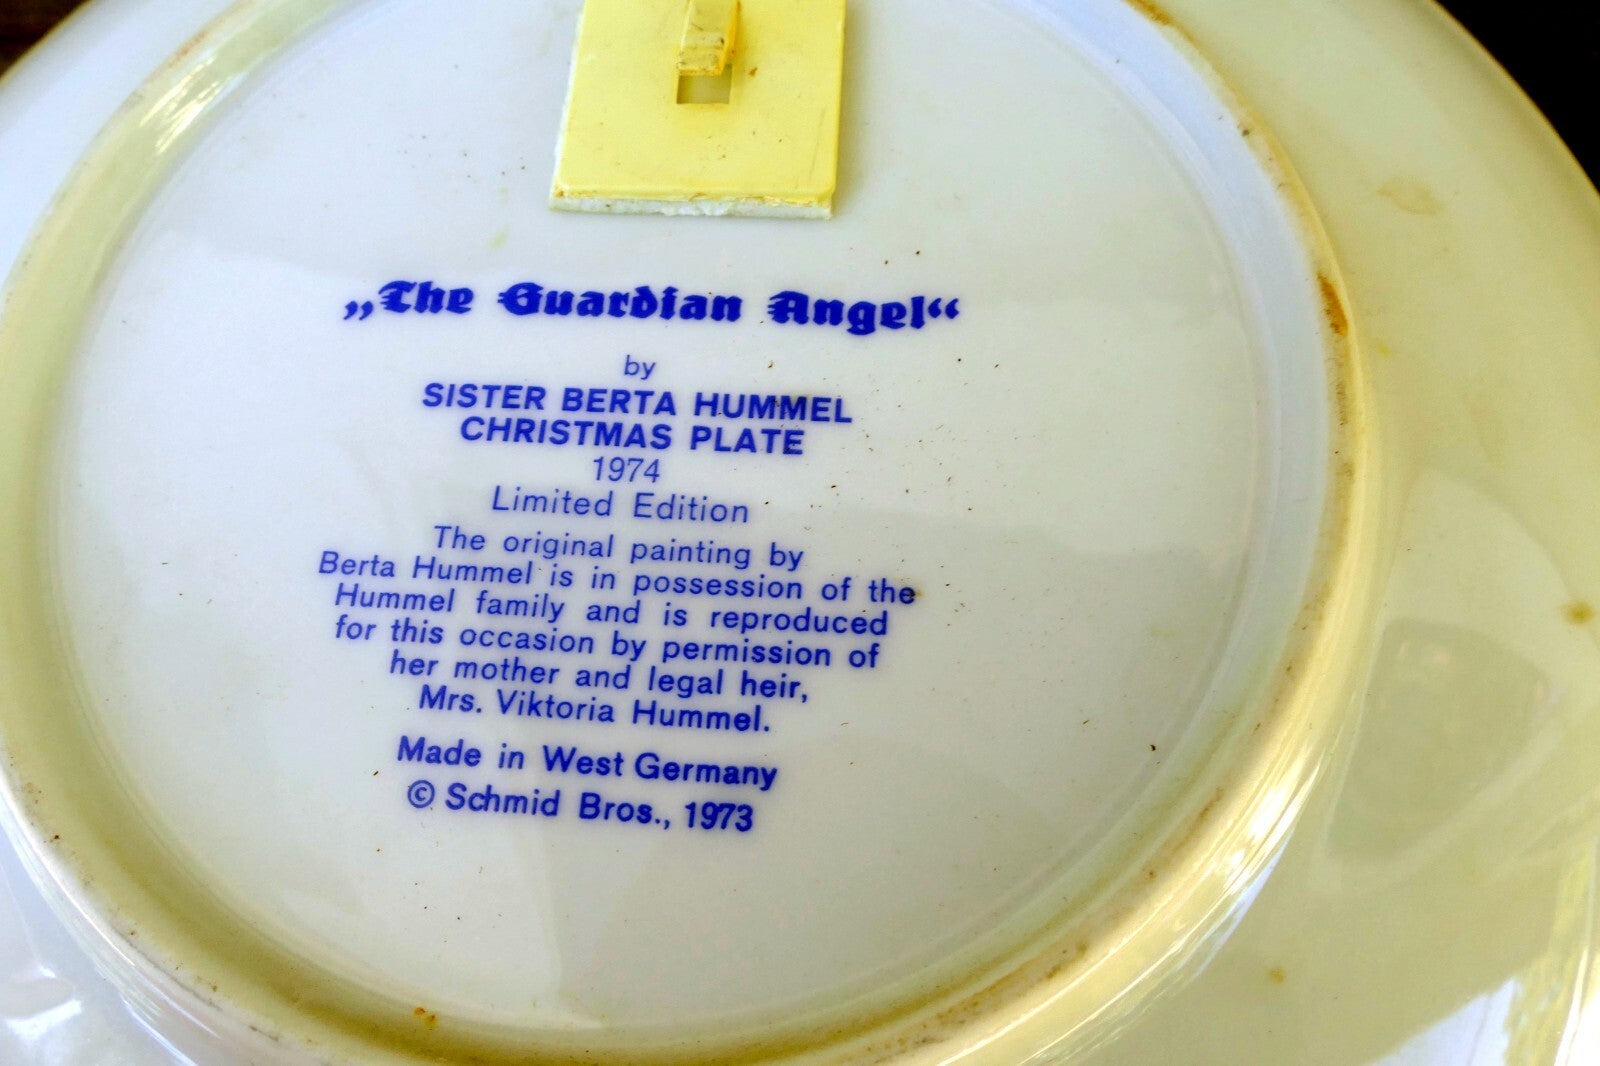 „The Guardian Angel“
by
SISTER BERTA HUMMEL
CHRISTMAS PLATE
1974
Limited Edition
The original painting by
Berta Hummel is in possession of the
Hummel family and is reproduced
for this occasion by permission of
her mother and legal heir,
Mrs. Viktoria Hummel.
Made in West Germany
© Schmid Bros., 1973